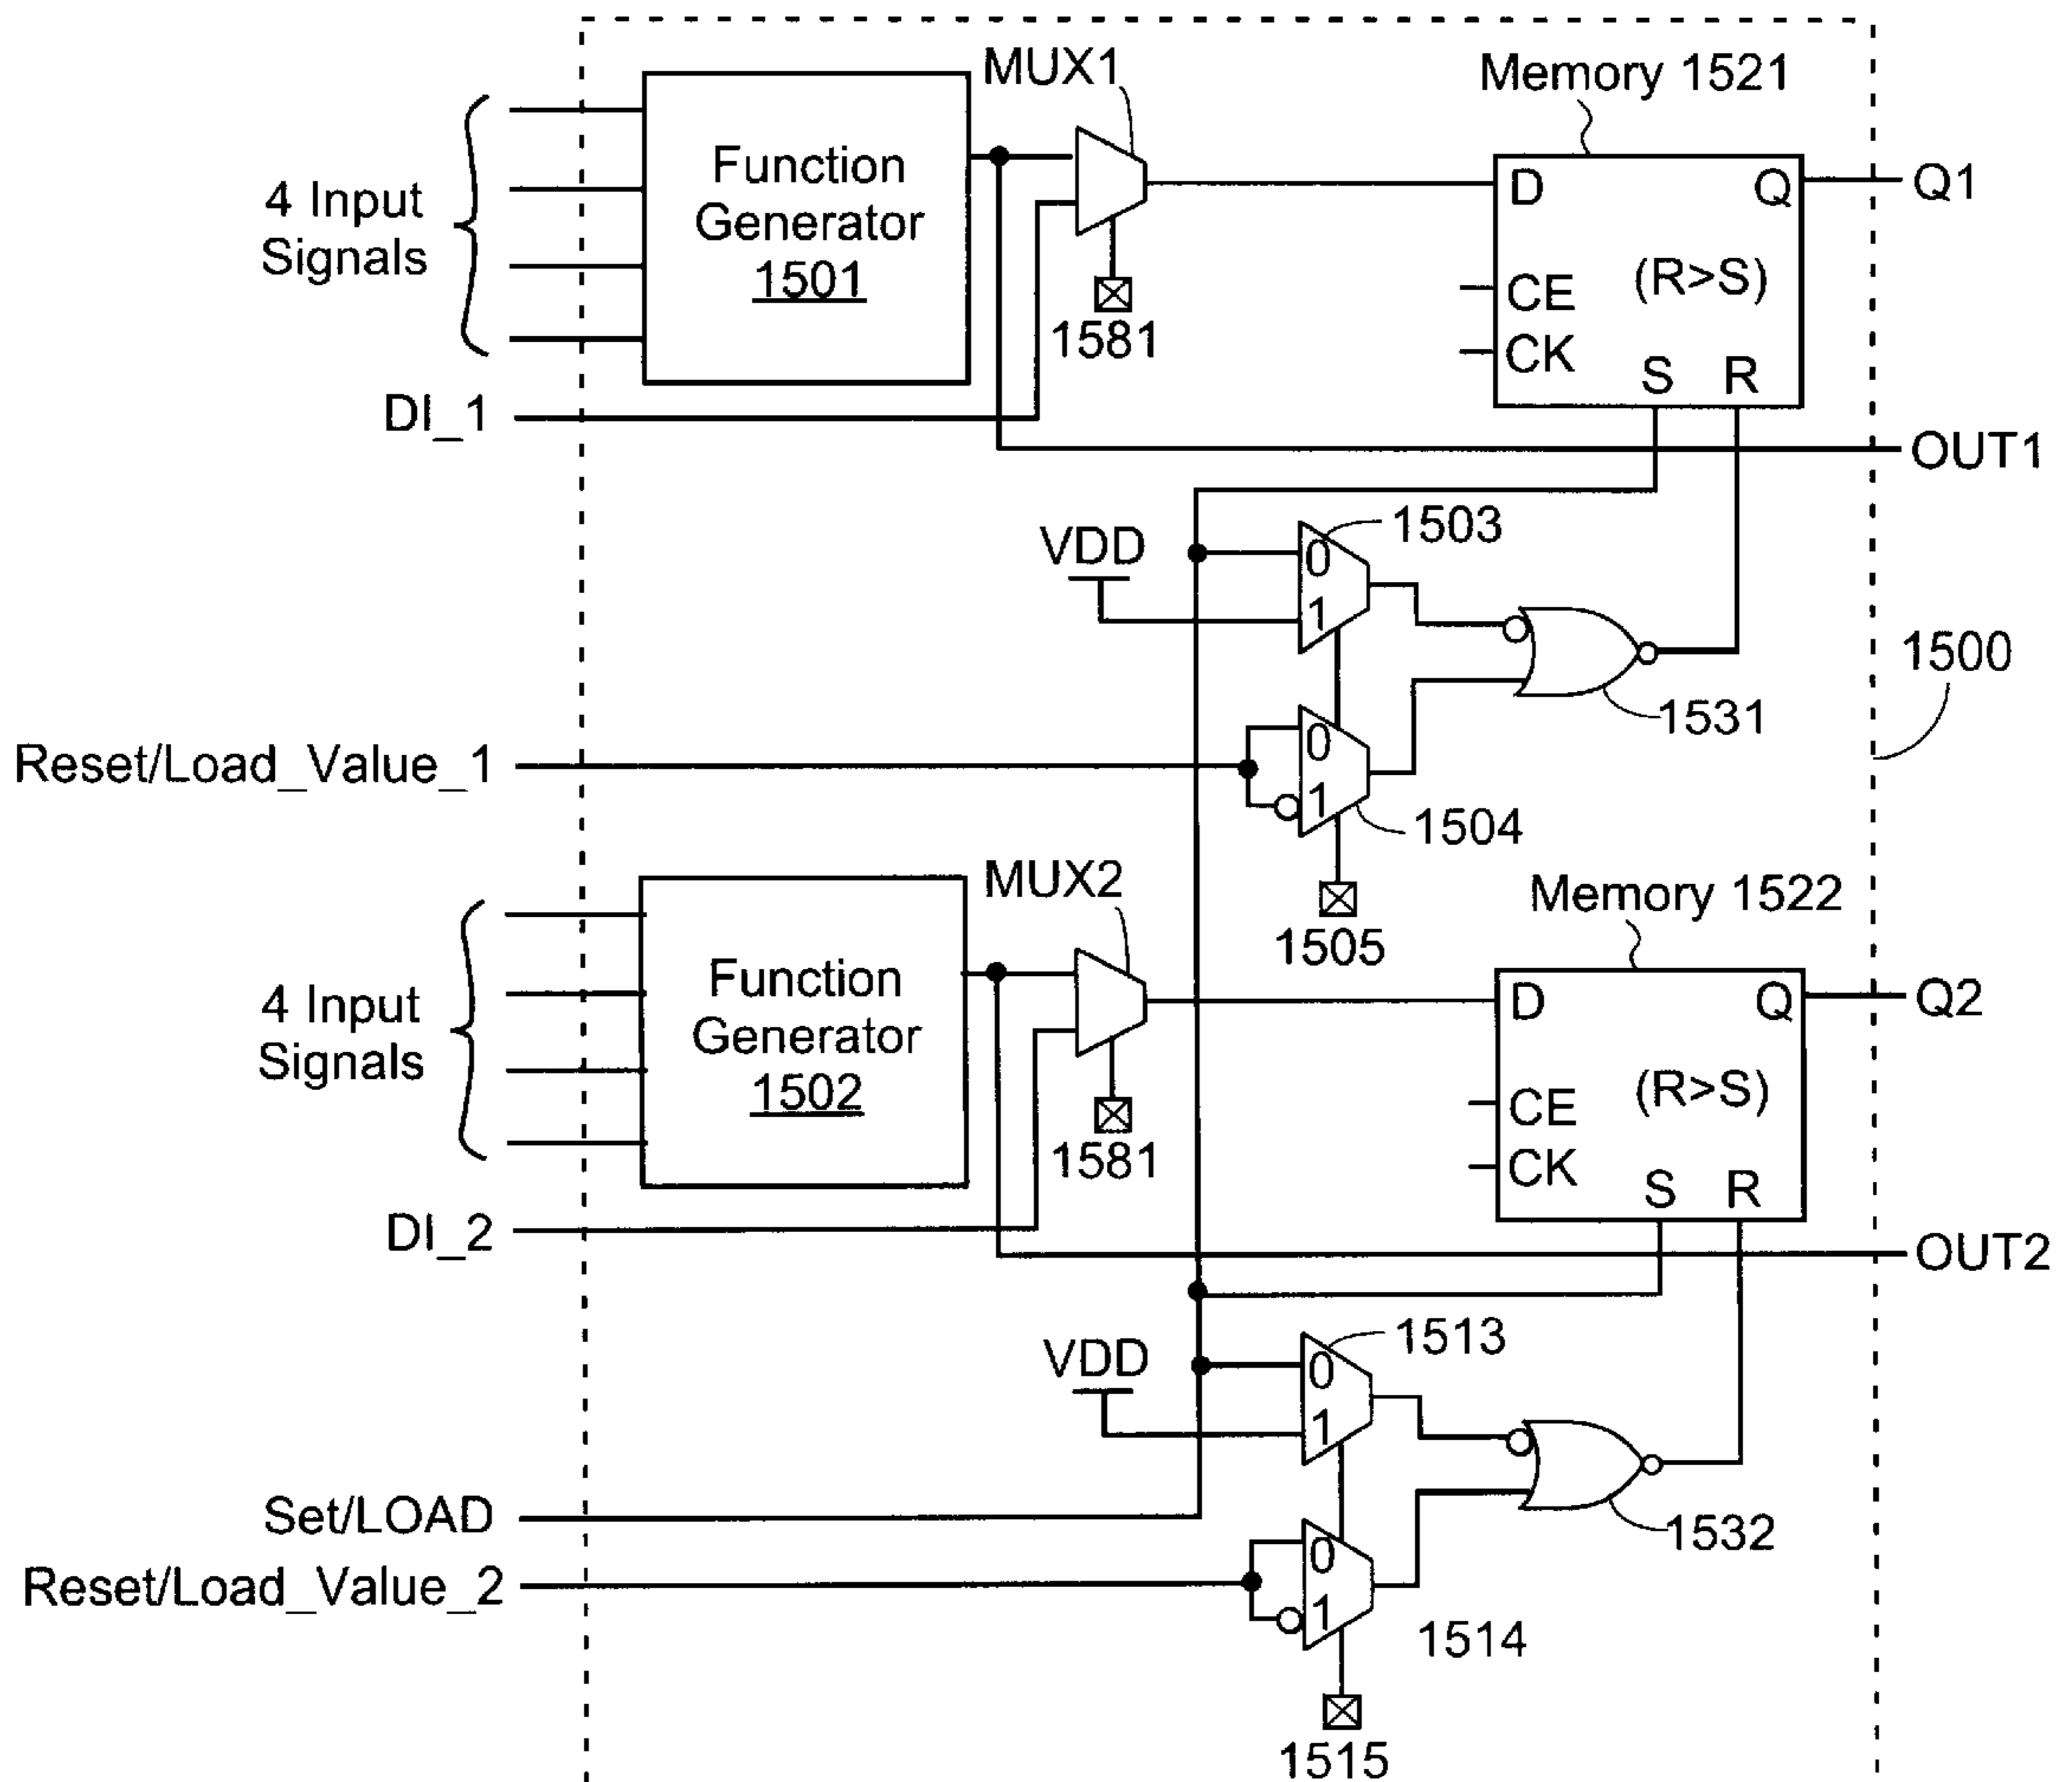 MUX1
Memory 1521
4 Input
Signals
Function
Generator
1501
D
Q
Q1
(R>S)
CE
CK
S
R
1581
DI_1
OUT1
VDD
0
1
1503
1500
1531
Reset/Load_Value_1
0
1
1504
1505
MUX2
Memory 1522
4 Input
Signals
Function
Generator
1502
D
Q
Q2
(R>S)
CE
CK
S
R
1581
DI_2
OUT2
VDD
0
1
1513
Set/LOAD
1532
Reset/Load_Value_2
0
1
1514
1515